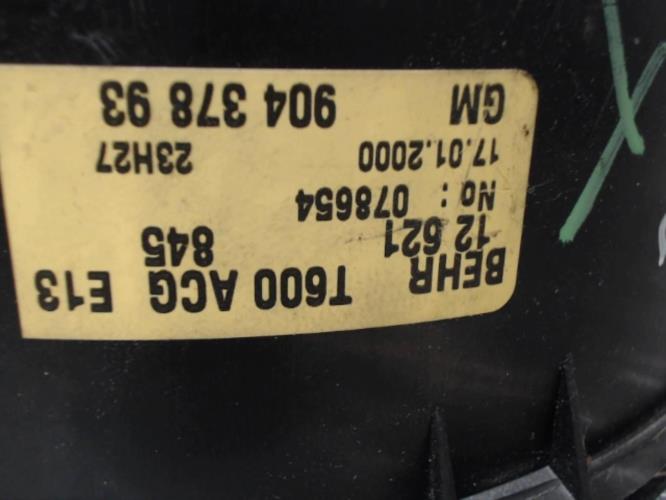 BEHR T600 ACG E13
12 621 845
No : 078654
17.01.2000 23H27
GM 904 378 93